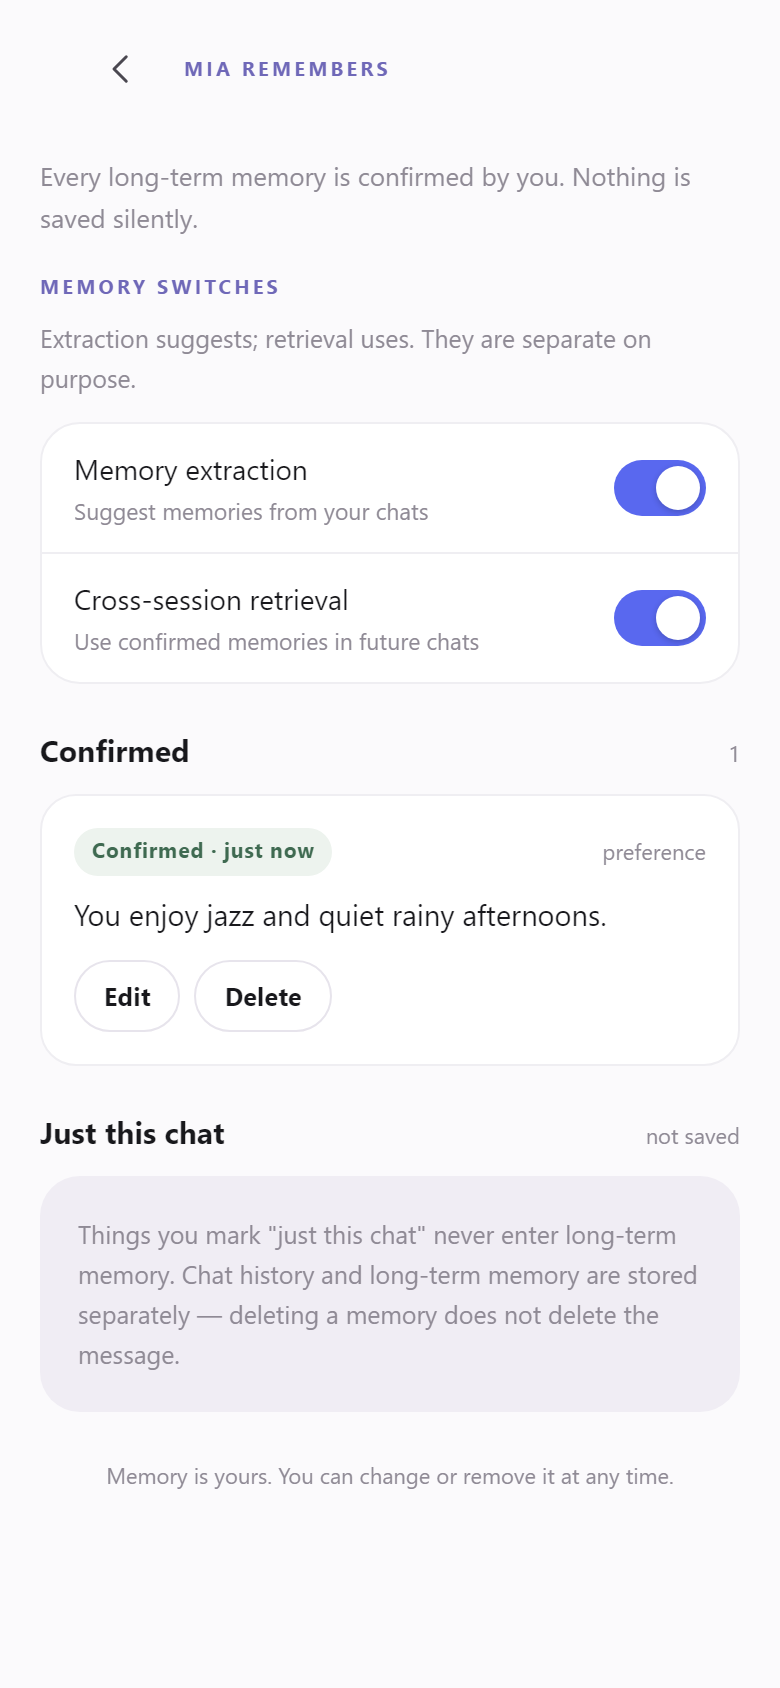 MIA REMEMBERS
Every long-term memory is confirmed by you. Nothing is
saved silently.
MEMORY SWITCHES
Extraction suggests; retrieval uses. They are separate on
purpose.
Memory extraction
Suggest memories from your chats
Cross-session retrieval
Use confirmed memories in future chats
Confirmed 1
Confirmed · just now preference
You enjoy jazz and quiet rainy afternoons.
Edit Delete
Just this chat not saved
Things you mark "just this chat" never enter long-term
memory. Chat history and long-term memory are stored
separately — deleting a memory does not delete the
message.
Memory is yours. You can change or remove it at any time.